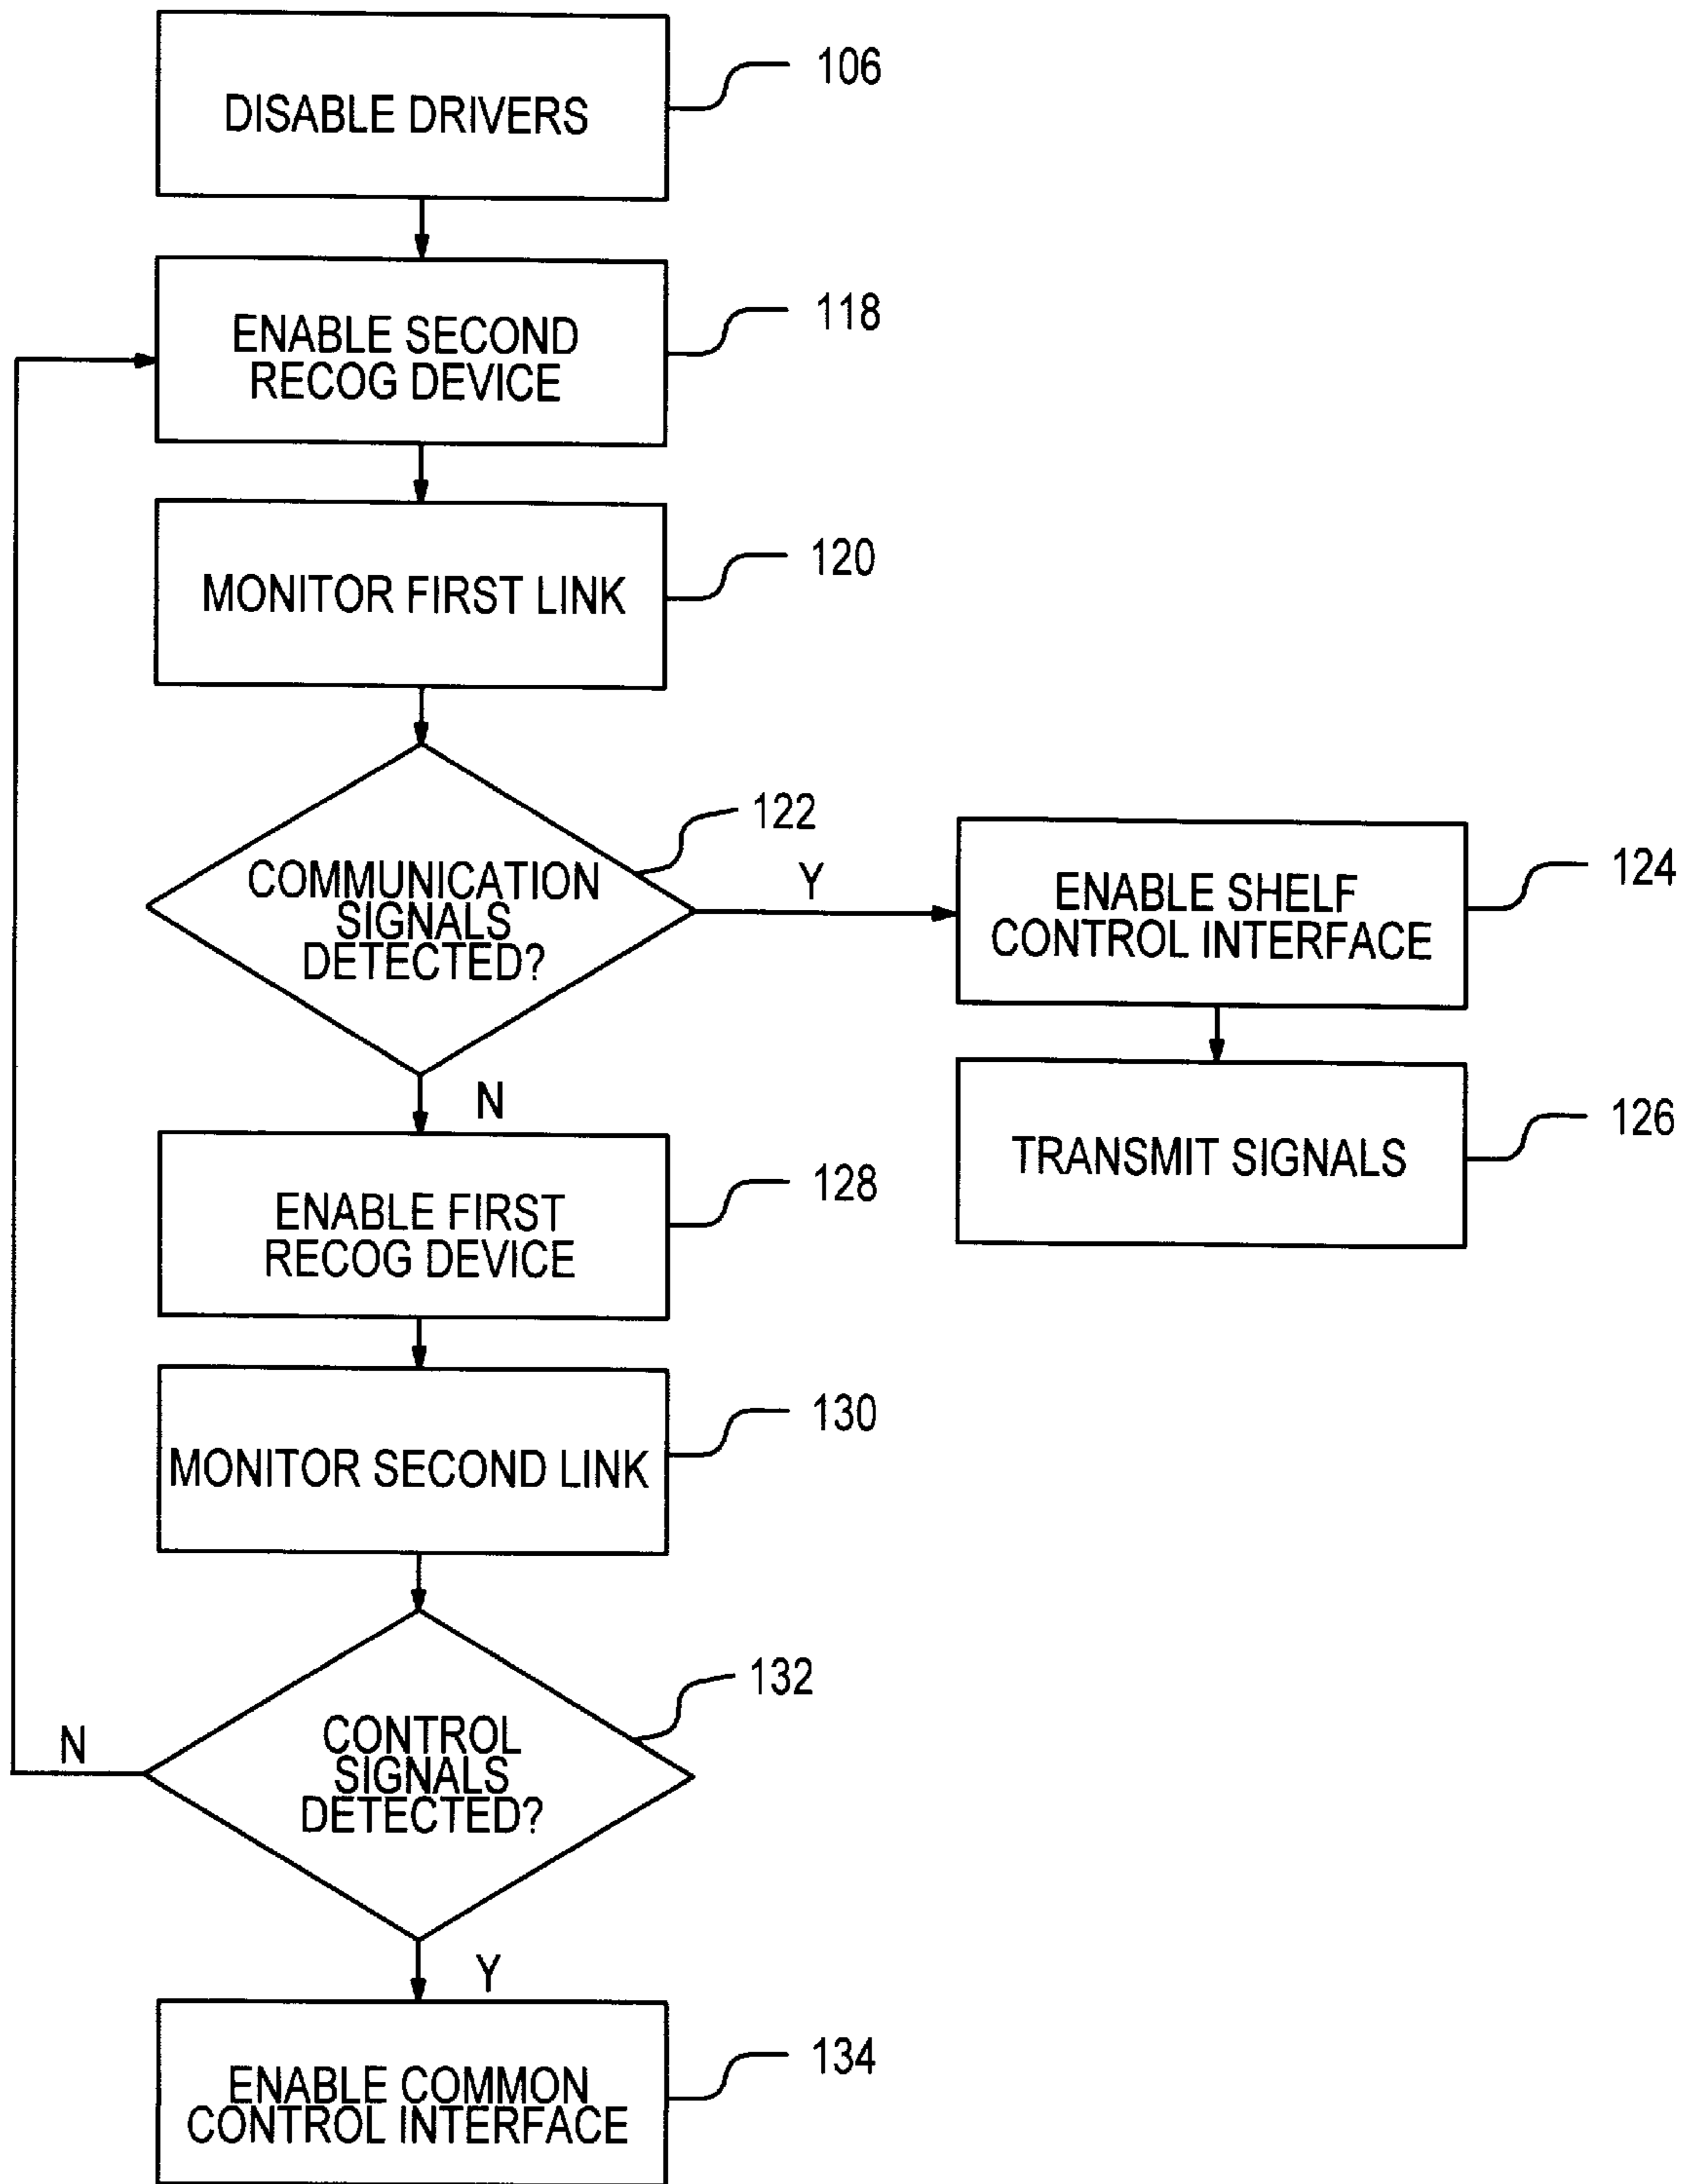 DISABLE DRIVERS
106
ENABLE SECOND
RECOG DEVICE
118
MONITOR FIRST LINK
120
COMMUNICATION
SIGNALS
DETECTED?
122
Y
ENABLE SHELF
CONTROL INTERFACE
124
TRANSMIT SIGNALS
126
N
ENABLE FIRST
RECOG DEVICE
128
MONITOR SECOND LINK
130
CONTROL
SIGNALS
DETECTED?
132
N
Y
ENABLE COMMON
CONTROL INTERFACE
134